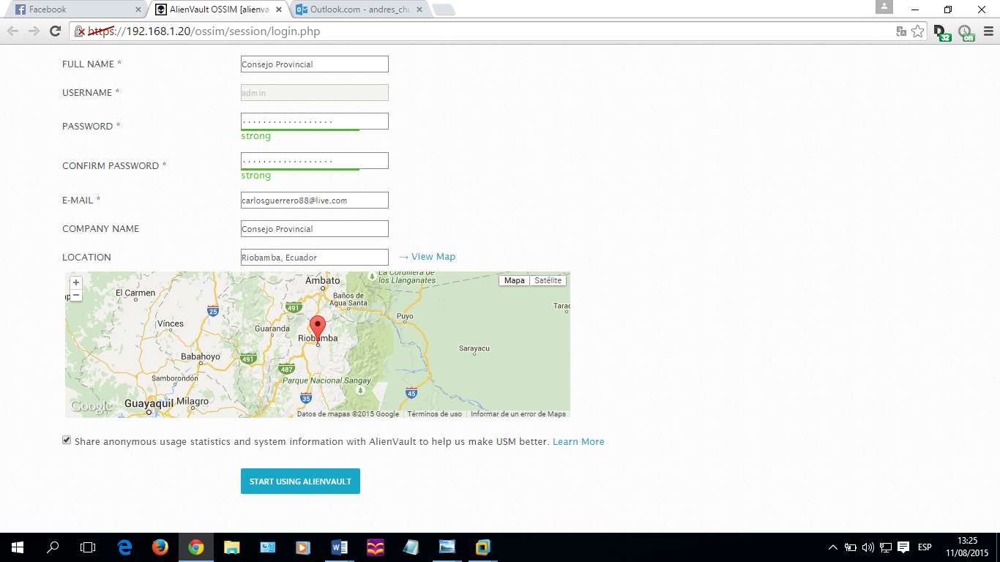 Facebook
AlienVault OSSIM [alienva
Outlook.com - andres_chu
https://192.168.1.20/ossim/session/login.php
32
on
FULL NAME *
Consejo Provincial
USERNAME *
admin
PASSWORD *
strong
CONFIRM PASSWORD *
strong
E-MAIL *
carlosguerrero88@live.com
COMPANY NAME
Consejo Provincial
LOCATION
Riobamba, Ecuador
→ View Map
+
−
Mapa
Satélite
La Cordillera de
los Llanganates
Ambato
El Carmen
Baños de
Agua Santa
491
25
Puyo
Vínces
Guaranda
Riobamba
Sarayacu
Babahoyo
491
487
Samborondón
Parque Nacional Sangay
45
35
Guayaquil
Milagro
Google
Datos de mapas ©2015 Google
Términos de uso
Informar de un error de Maps
Share anonymous usage statistics and system information with AlienVault to help us make USM better. Learn More
START USING ALIENVAULT
ESP
13:25
11/08/2015